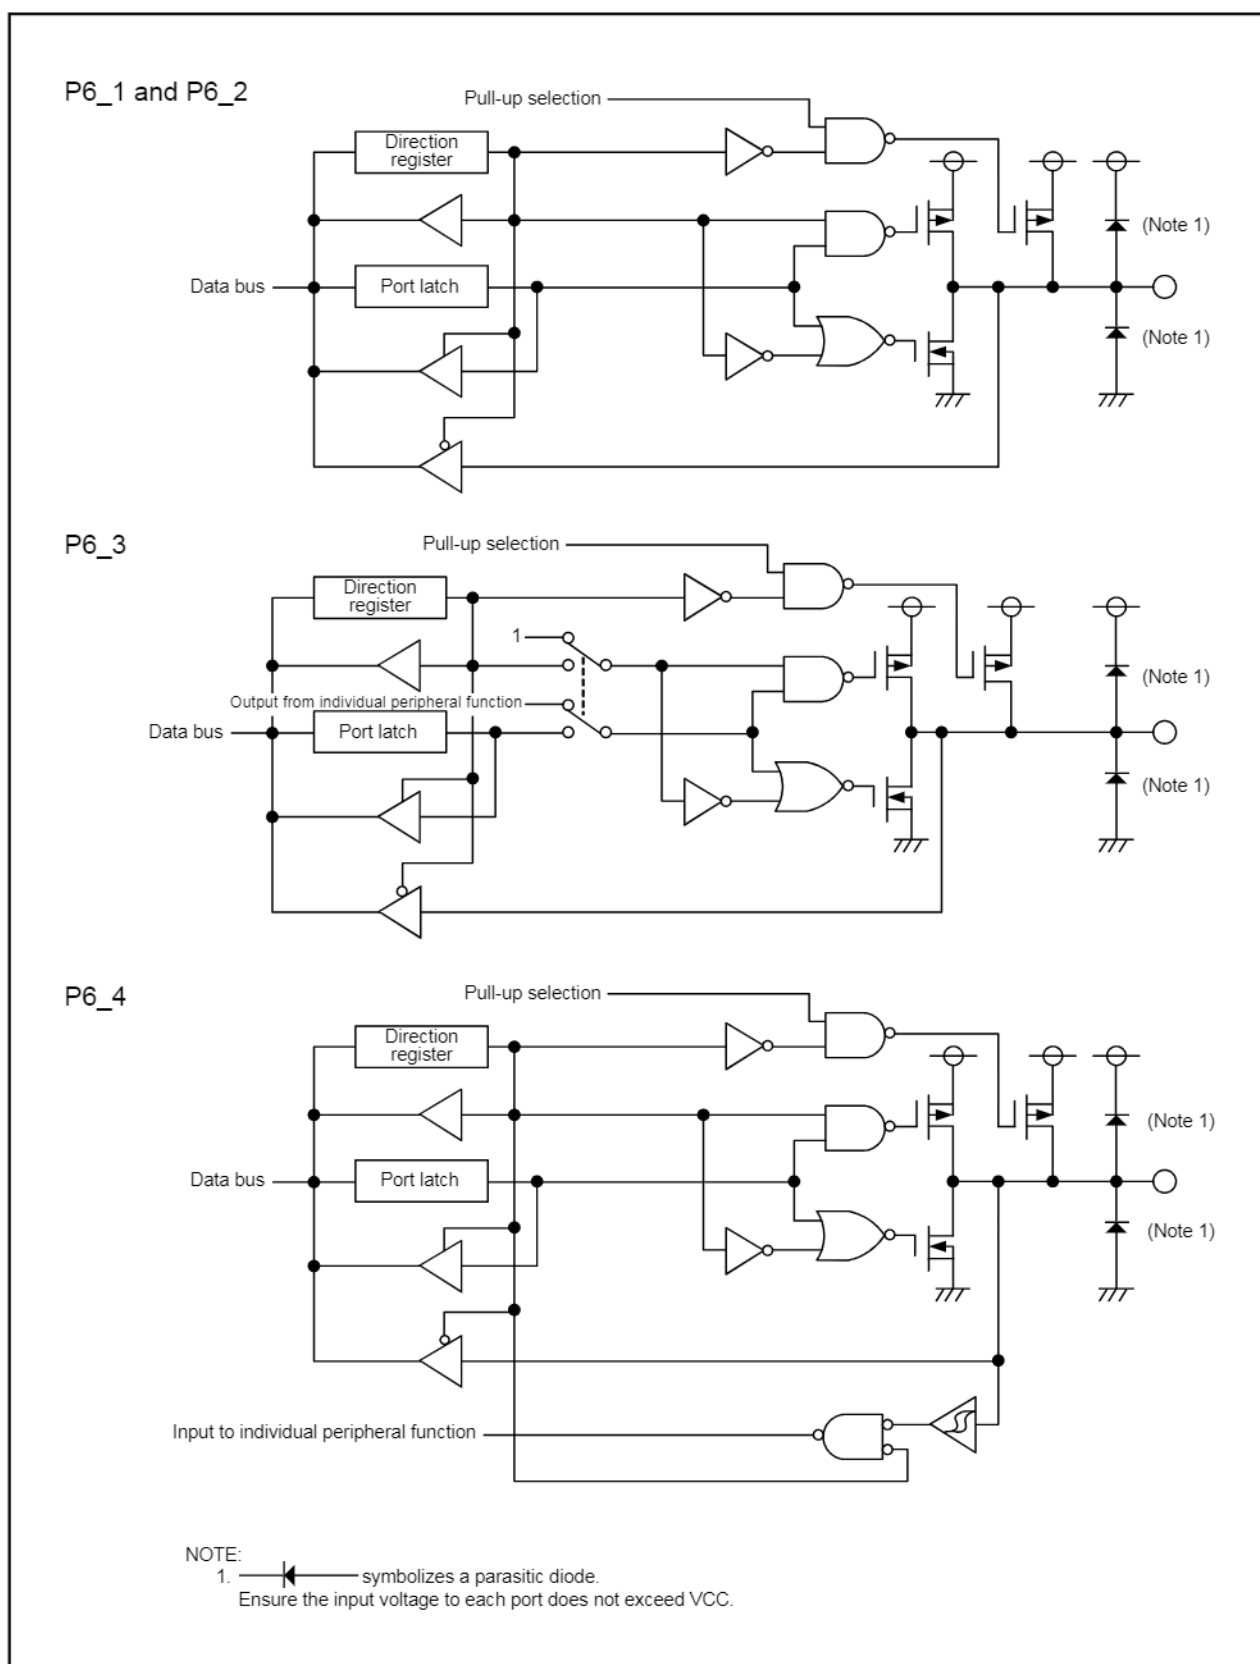 P6_1 and P6_2
Pull-up selection
Direction
register
(Note 1)
Data bus
Port latch
(Note 1)
P6_3
Pull-up selection
Direction
register
1
(Note 1)
Output from individual peripheral function
Data bus
Port latch
(Note 1)
P6_4
Pull-up selection
Direction
register
(Note 1)
Data bus
Port latch
(Note 1)
Input to individual peripheral function
NOTE:
1. symbolizes a parasitic diode.
Ensure the input voltage to each port does not exceed VCC.